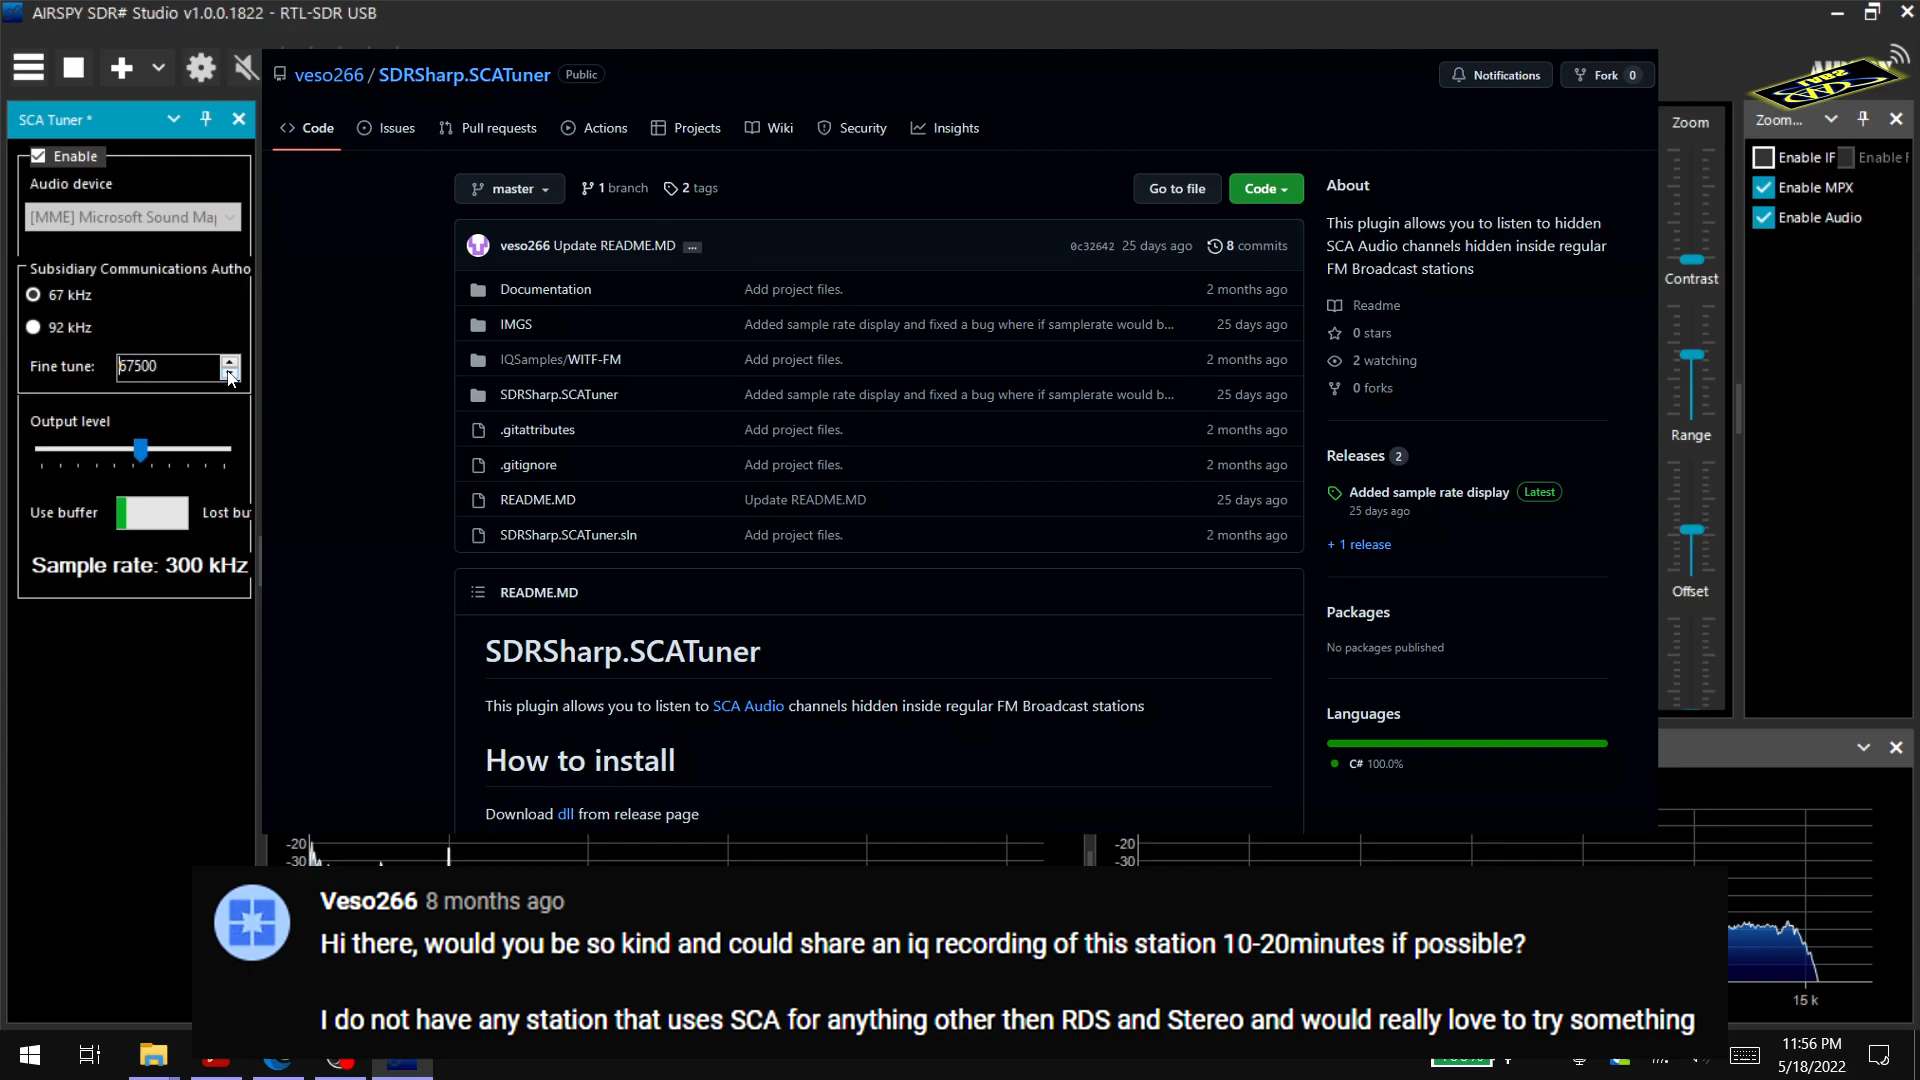 AIRSPY SDR# Studio v1.0.0.1822 - RTL-SDR USB
veso266 / SDRSharp.SCATuner Public
Notifications
Fork 0
SCA Tuner *
Code
Issues
Pull requests
Actions
Projects
Wiki
Security
Insights
Enable
Audio device
[MME] Microsoft Sound Ma
Subsidiary Communications Autho
67 kHz
92 kHz
Fine tune: 67500
Output level
Use buffer
Lost bu
Sample rate: 300 kHz
master
1 branch
2 tags
Go to file
Code
veso266 Update README.MD ...
0c32642 25 days ago
8 commits
Documentation Add project files. 2 months ago
IMGS Added sample rate display and fixed a bug where if samplerate would b... 25 days ago
IQSamples/WITF-FM Add project files. 2 months ago
SDRSharp.SCATuner Added sample rate display and fixed a bug where if samplerate would b... 25 days ago
.gitattributes Add project files. 2 months ago
.gitignore Add project files. 2 months ago
README.MD Update README.MD 25 days ago
SDRSharp.SCATuner.sln Add project files. 2 months ago
README.MD
SDRSharp.SCATuner
This plugin allows you to listen to SCA Audio channels hidden inside regular FM Broadcast stations
How to install
Download dll from release page
About
This plugin allows you to listen to hidden
SCA Audio channels hidden inside regular
FM Broadcast stations
Readme
0 stars
2 watching
0 forks
Releases 2
Added sample rate display Latest
25 days ago
+ 1 release
Packages
No packages published
Languages
C# 100.0%
Zoom
Contrast
Range
Offset
Zoom...
Enable IF
Enable
Enable MPX
Enable Audio
-20
-30
-20
-30
15 k
Veso266 8 months ago
Hi there, would you be so kind and could share an iq recording of this station 10-20minutes if possible?
I do not have any station that uses SCA for anything other then RDS and Stereo and would really love to try something
11:56 PM
5/18/2022